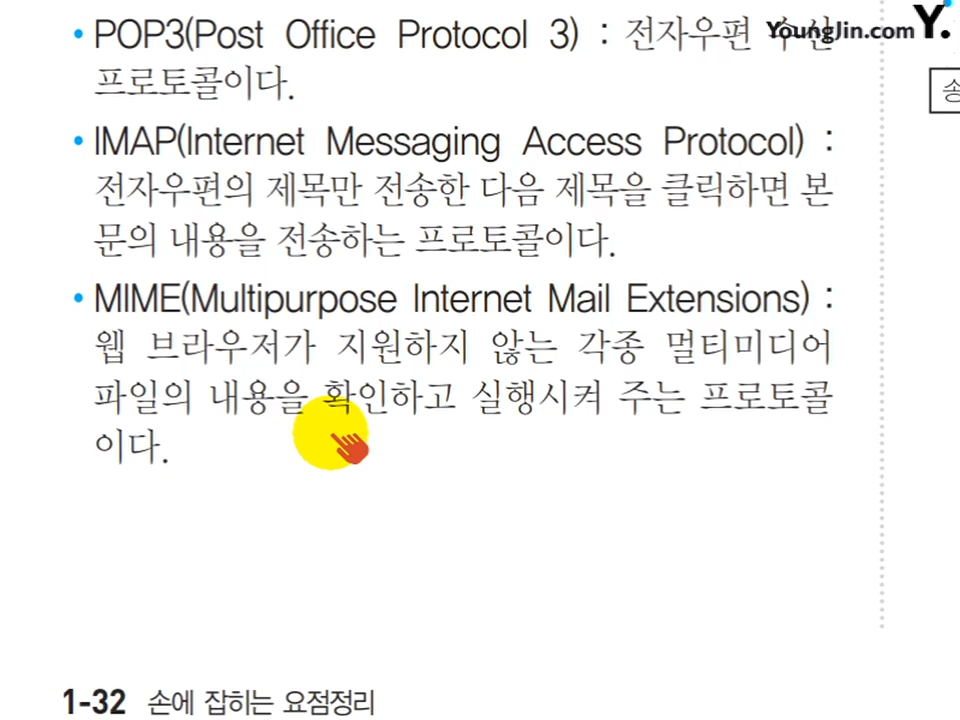 • POP3(Post Office Protocol 3) : 전자우편 수신
YoungJin.com Y.
프로토콜이다.
송
• IMAP(Internet Messaging Access Protocol) :
전자우편의 제목만 전송한 다음 제목을 클릭하면 본
문의 내용을 전송하는 프로토콜이다.
• MIME(Multipurpose Internet Mail Extensions) :
웹 브라우저가 지원하지 않는 각종 멀티미디어
파일의 내용을 확인하고 실행시켜 주는 프로토콜
이다.
1-32 손에 잡히는 요점정리